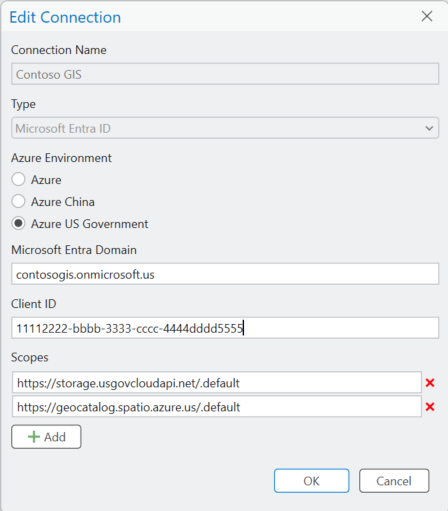 Edit Connection
Connection Name
Contoso GIS
Type
Microsoft Entra ID
Azure Environment
Azure
Azure China
Azure US Government
Microsoft Entra Domain
contosogis.onmicrosoft.us
Client ID
11112222-bbbb-3333-cccc-4444dddd5555
Scopes
https://storage.usgovcloudapi.net/.default
https://geocatalog.spatio.azure.us/.default
Add
OK Cancel